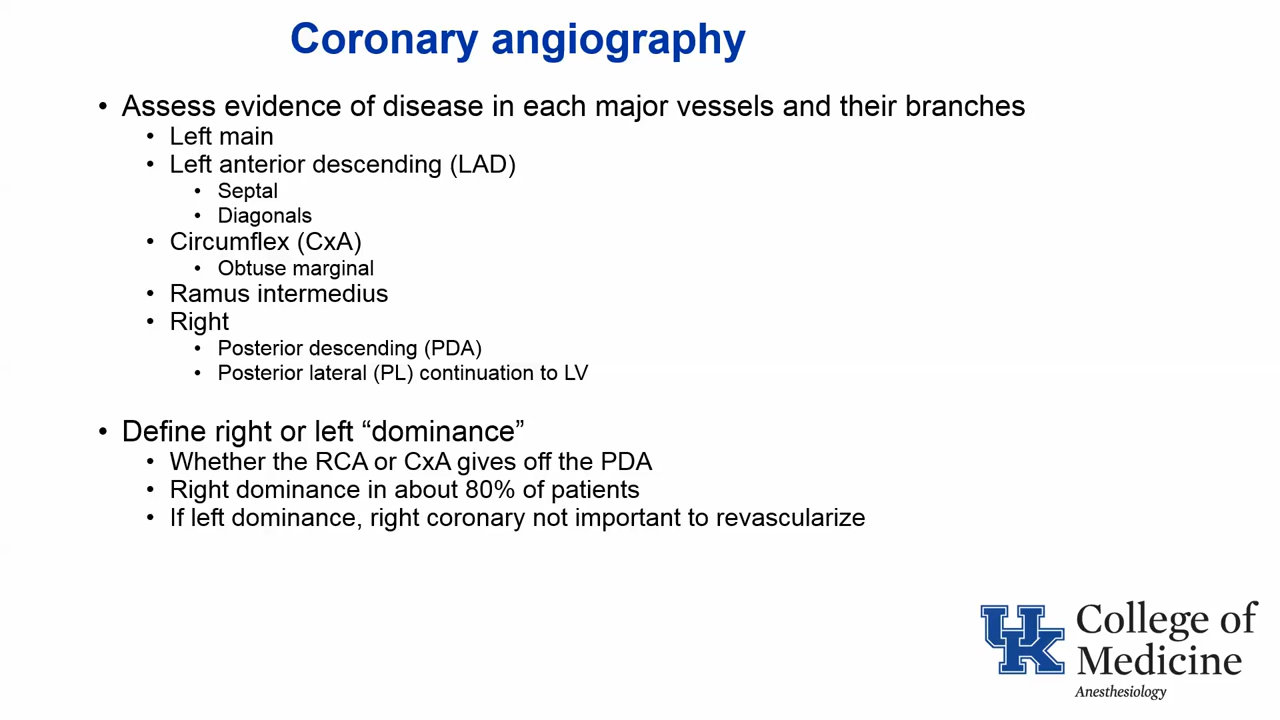 Coronary angiography
• Assess evidence of disease in each major vessels and their branches
• Left main
• Left anterior descending (LAD)
• Septal
• Diagonals
• Circumflex (CxA)
• Obtuse marginal
• Ramus intermedius
• Right
• Posterior descending (PDA)
• Posterior lateral (PL) continuation to LV
• Define right or left “dominance”
• Whether the RCA or CxA gives off the PDA
• Right dominance in about 80% of patients
• If left dominance, right coronary not important to revascularize
UK
College of
Medicine
Anesthesiology